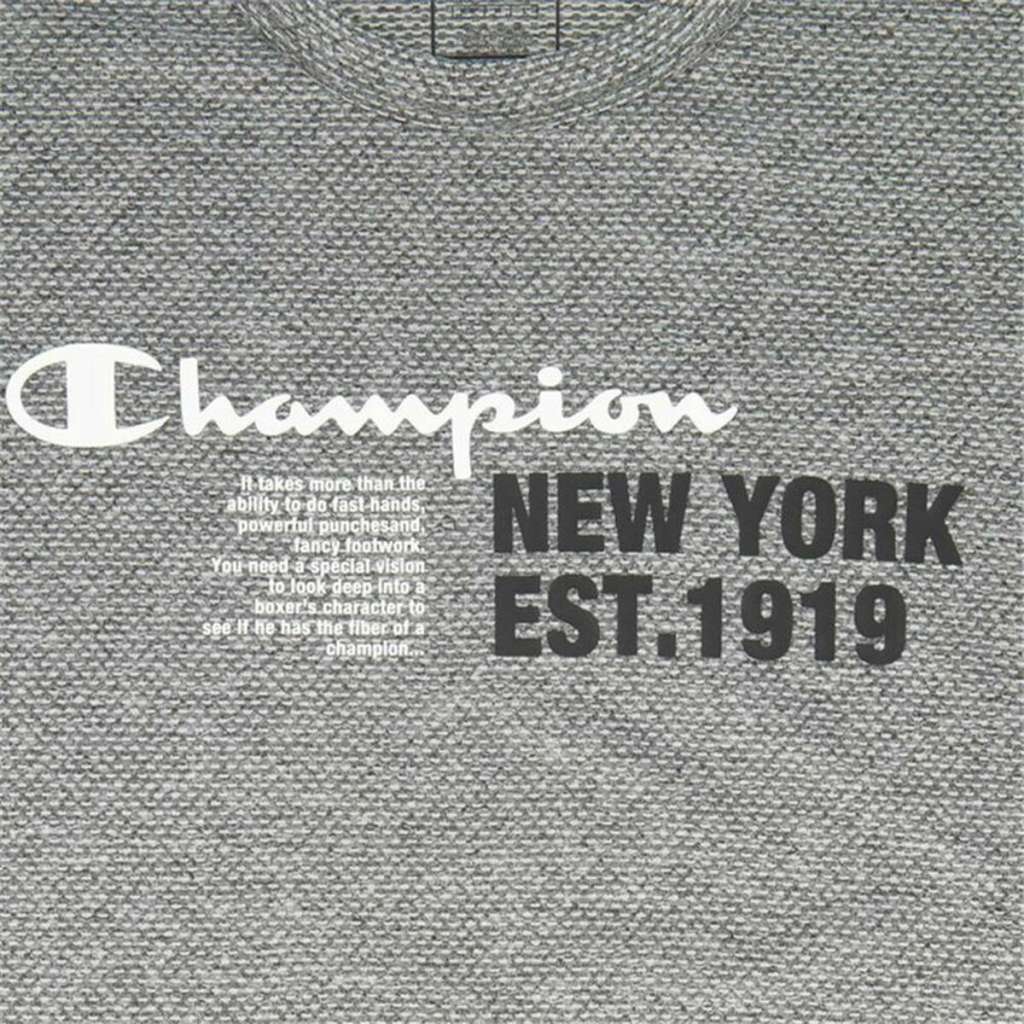 Champion
It takes more than the
ability to do fast hands,
powerful punchesand,
fancy footwork.
You need a special vision
to look deep into a
boxer's character to
see if he has the fiber of a
champion...
NEW YORK
EST.1919